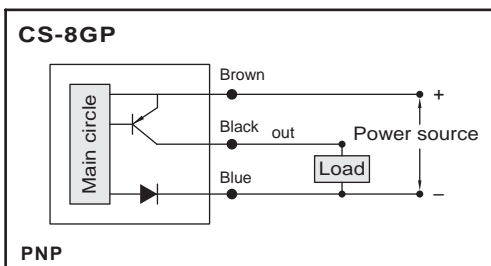 CS-8GP
Brown
+
Main circle
Black out
Power source
Load
Blue
–
PNP